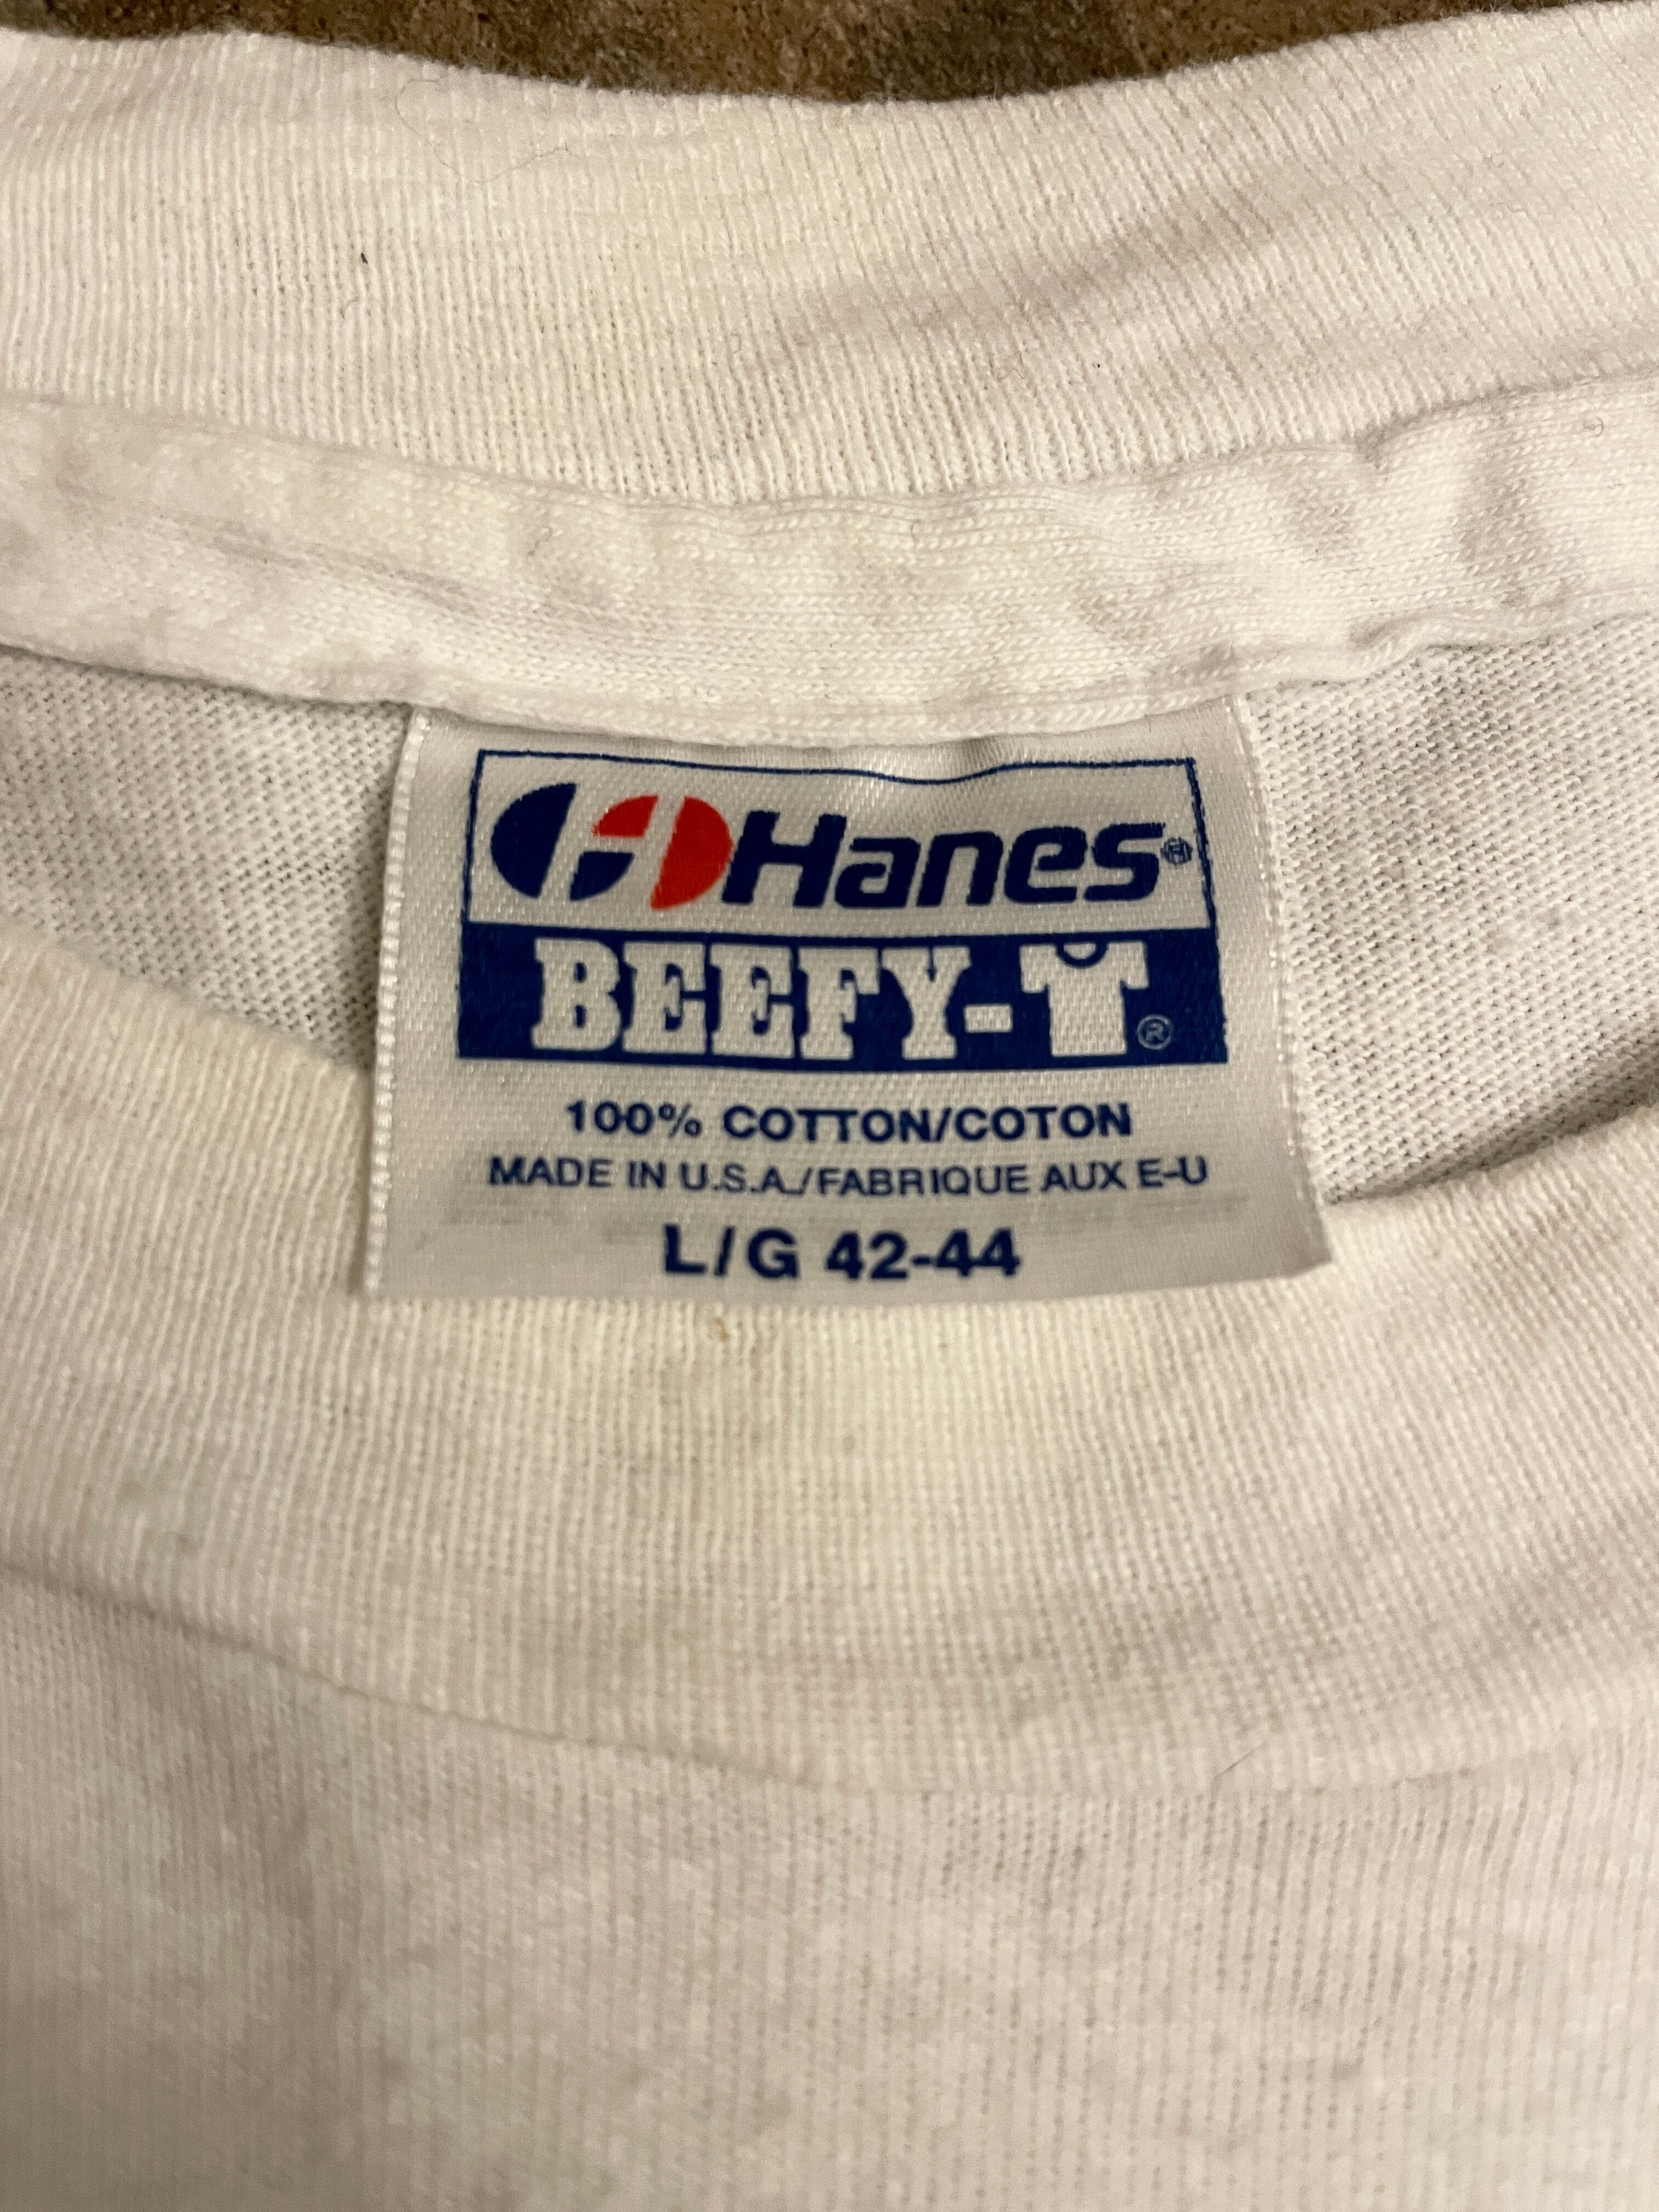 Hanes®
BEEFY-T®
100% COTTON/COTON
MADE IN U.S.A./FABRIQUE AUX E-U
L/G 42-44